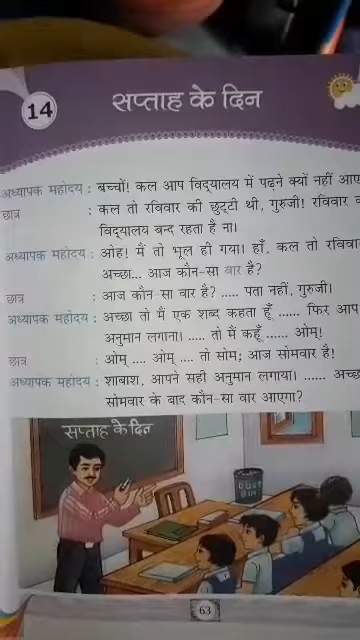 14
सप्ताह के दिन
अध्यापक महोदय : बच्चों! कल आप विद्यालय में पढ़ने क्यों नहीं आए
छात्र : कल तो रविवार की छुट्टी थी, गुरुजी! रविवार
विद्यालय बन्द रहता है ना।
अध्यापक महोदय : ओह! मैं तो भूल ही गया। हाँ, कल तो
अच्छा... आज कौन-सा वार है?
छात्र : आज कौन-सा वार है? ..... पता नहीं, गुरुजी।
अध्यापक महोदय : अच्छा तो मैं एक शब्द कहता हूँ ...... फिर आप
अनुमान लगाना। ..... तो मैं कहूँ ...... ओम्!
छात्र : ओम् .... ओम् .... तो सोम; आज सोमवार है!
अध्यापक महोदय : शाबाश, आपने सही अनुमान लगाया। ......
सोमवार के बाद कौन-सा वार आएगा?
सप्ताह के दिन
DUST
BIN
63